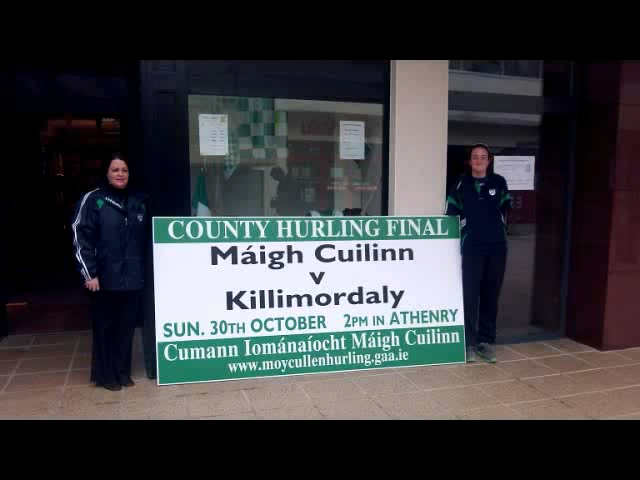 COUNTY HURLING FINAL
Máigh Cuilinn
v
Killimordaly
SUN. 30TH OCTOBER 2PM IN ATHENRY
Cumann Iománaíocht Máigh Cuilinn
www.moycullenhurling.gaa.ie